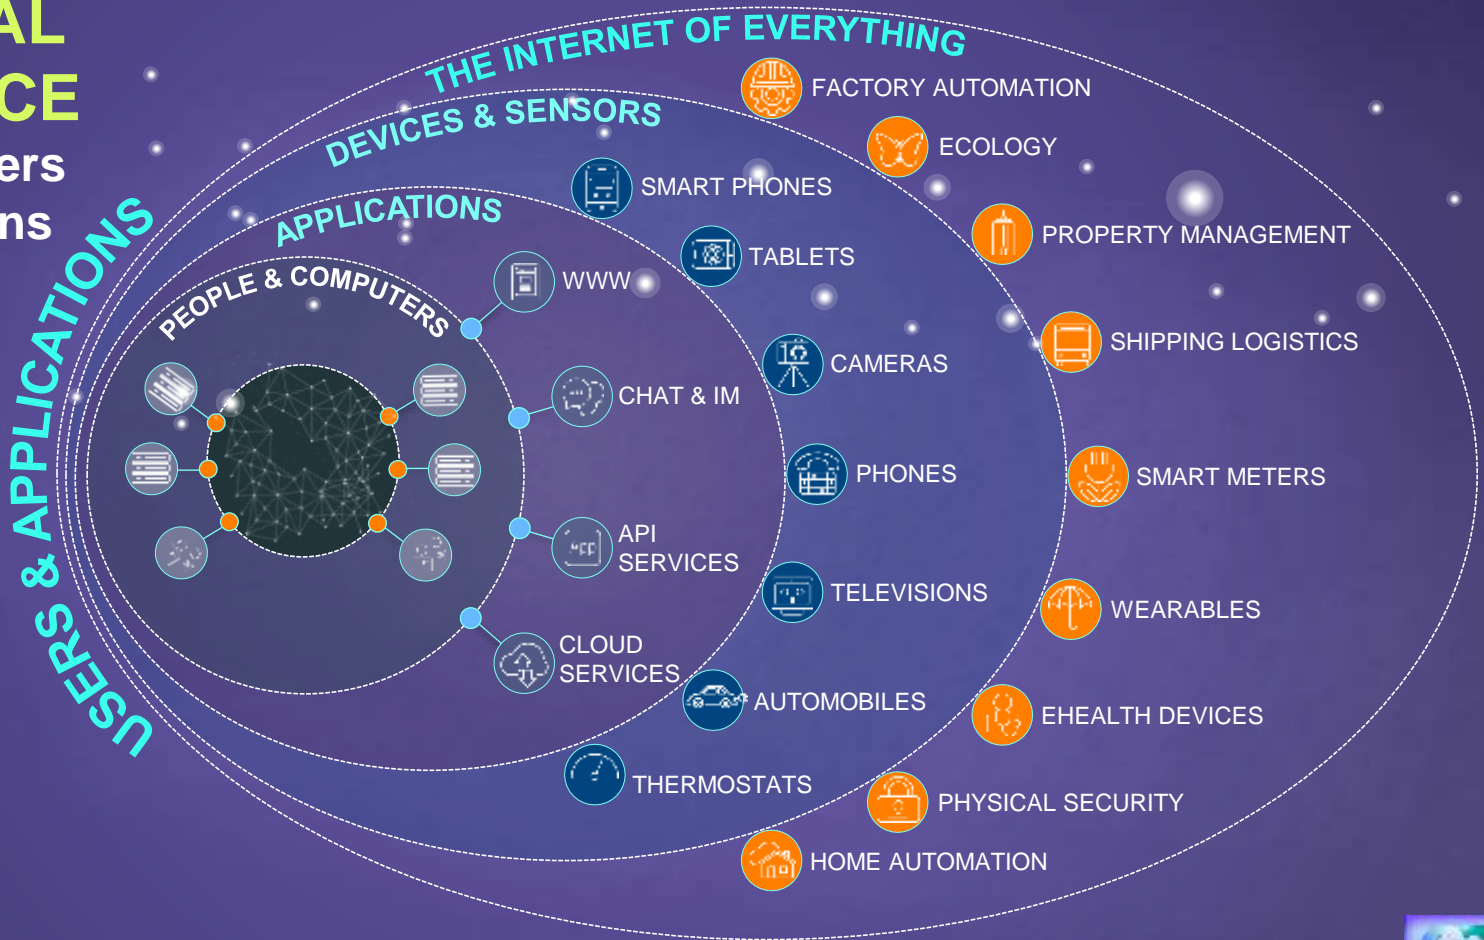 AL
CE
ers
ns
THE INTERNET OF EVERYTHING
DEVICES & SENSORS
APPLICATIONS
PEOPLE & COMPUTERS
USERS & APPLICATIONS
FACTORY AUTOMATION
ECOLOGY
PROPERTY MANAGEMENT
SHIPPING LOGISTICS
SMART METERS
WEARABLES
EHEALTH DEVICES
PHYSICAL SECURITY
HOME AUTOMATION
SMART PHONES
TABLETS
CAMERAS
PHONES
TELEVISIONS
AUTOMOBILES
THERMOSTATS
WWW
CHAT & IM
API
SERVICES
CLOUD
SERVICES